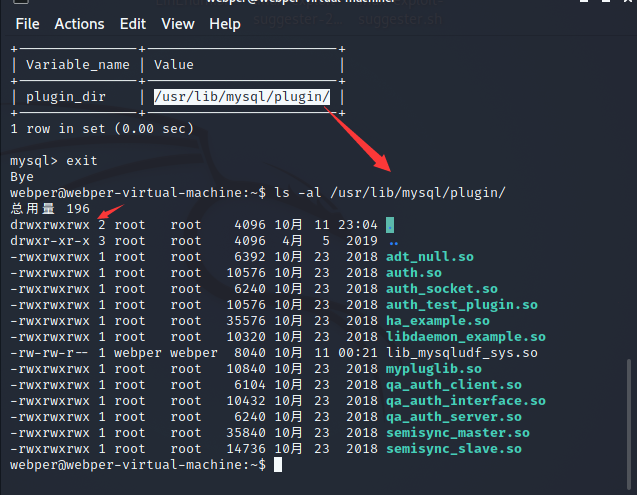 webper@webper-virtual-machine:
File Actions Edit View Help
+---------------+------------------------+
| Variable_name | Value                  |
+---------------+------------------------+
| plugin_dir    | /usr/lib/mysql/plugin/ |
+---------------+------------------------+
1 row in set (0.00 sec)
mysql> exit
Bye
webper@webper-virtual-machine:~$ ls -al /usr/lib/mysql/plugin/
总用量 196
drwxrwxrwx 2 root   root    4096 10月  11 23:04 .
drwxr-xr-x 3 root   root    4096 4月   5  2019 ..
-rwxrwxrwx 1 root   root    6392 10月  23  2018 adt_null.so
-rwxrwxrwx 1 root   root   10576 10月  23  2018 auth.so
-rwxrwxrwx 1 root   root    6240 10月  23  2018 auth_socket.so
-rwxrwxrwx 1 root   root   10576 10月  23  2018 auth_test_plugin.so
-rwxrwxrwx 1 root   root   35576 10月  23  2018 ha_example.so
-rwxrwxrwx 1 root   root   10320 10月  23  2018 libdaemon_example.so
-rw-rw-r-- 1 webper webper  8040 10月  11 00:21 lib_mysqludf_sys.so
-rwxrwxrwx 1 root   root   10840 10月  23  2018 mypluglib.so
-rwxrwxrwx 1 root   root    6104 10月  23  2018 qa_auth_client.so
-rwxrwxrwx 1 root   root   10432 10月  23  2018 qa_auth_interface.so
-rwxrwxrwx 1 root   root    6240 10月  23  2018 qa_auth_server.so
-rwxrwxrwx 1 root   root   35840 10月  23  2018 semisync_master.so
-rwxrwxrwx 1 root   root   14736 10月  23  2018 semisync_slave.so
webper@webper-virtual-machine:~$